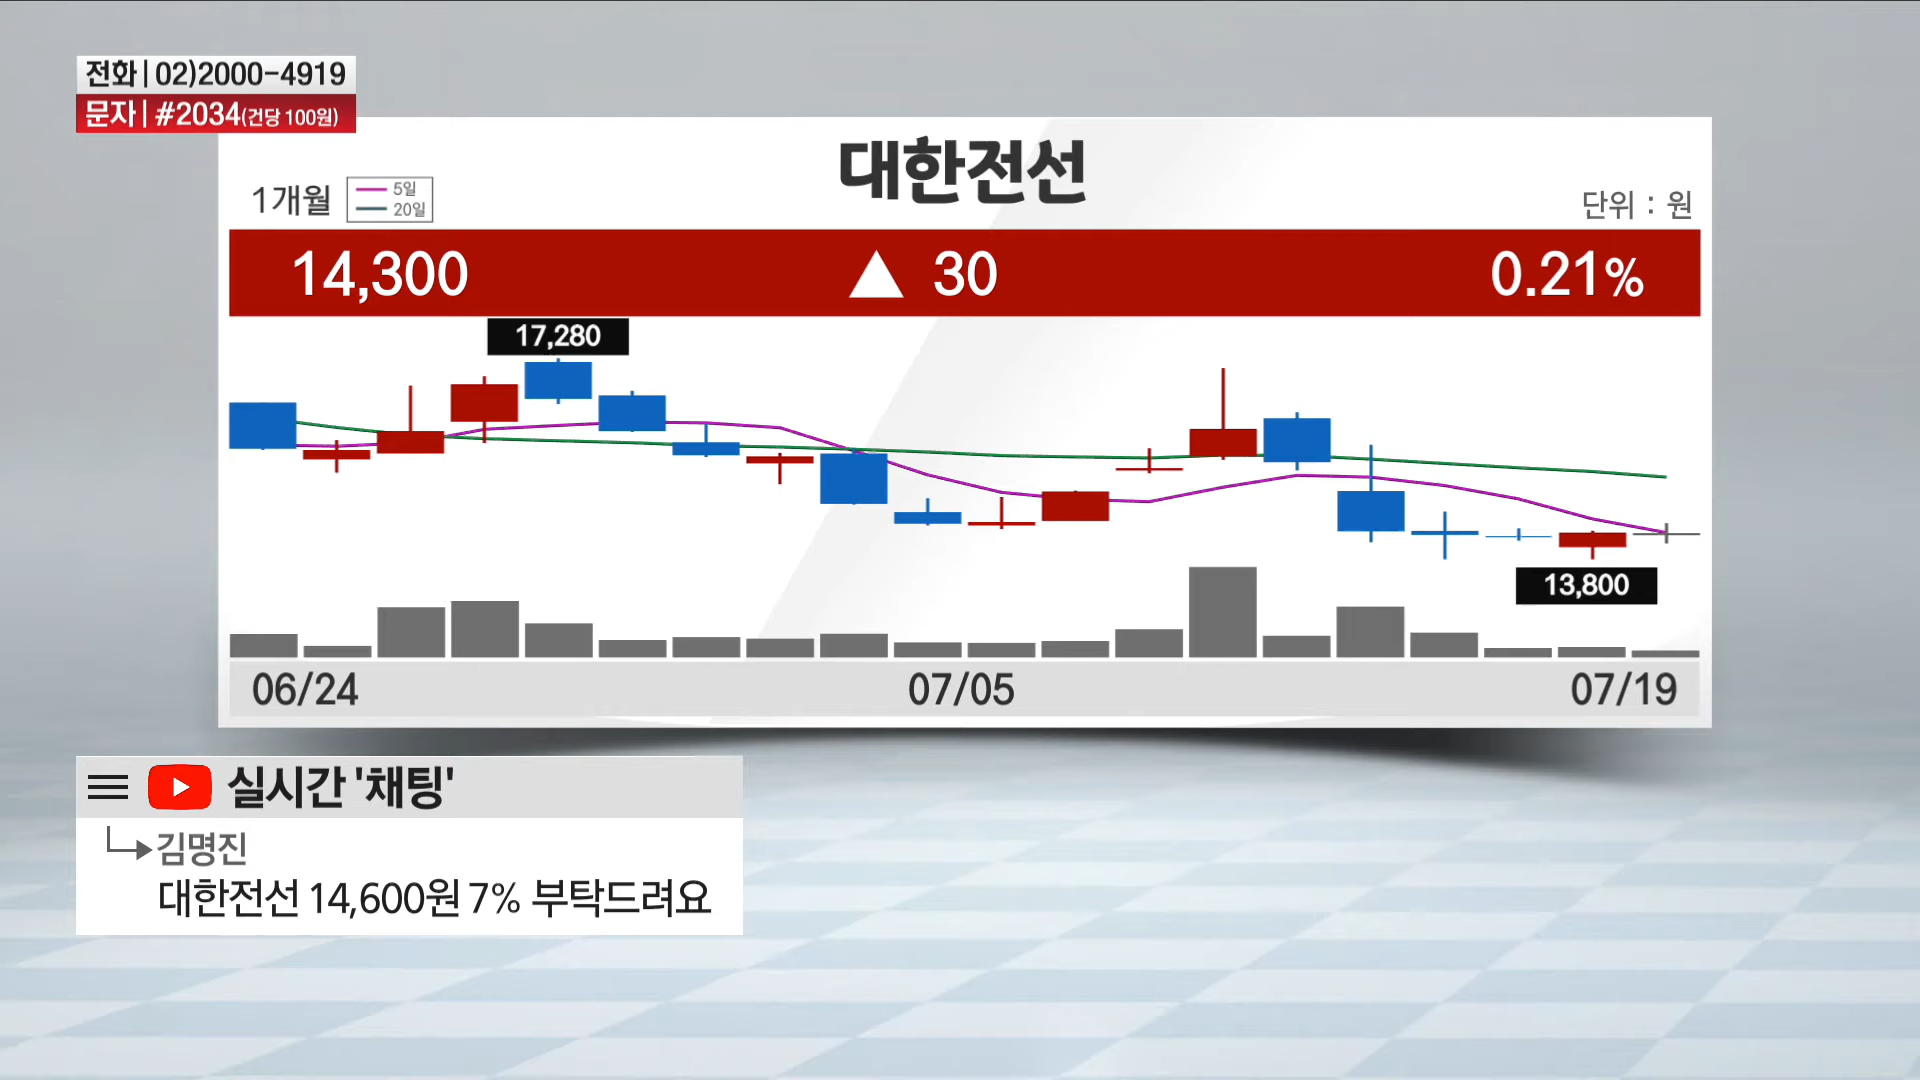 전화 | 02)2000-4919
문자 | #2034(건당 100원)
대한전선
1개월
5일
20일
단위 : 원
14,300 ▲ 30 0.21%
17,280
13,800
06/24 07/05 07/19
실시간 '채팅'
김명진
대한전선 14,600원 7% 부탁드려요